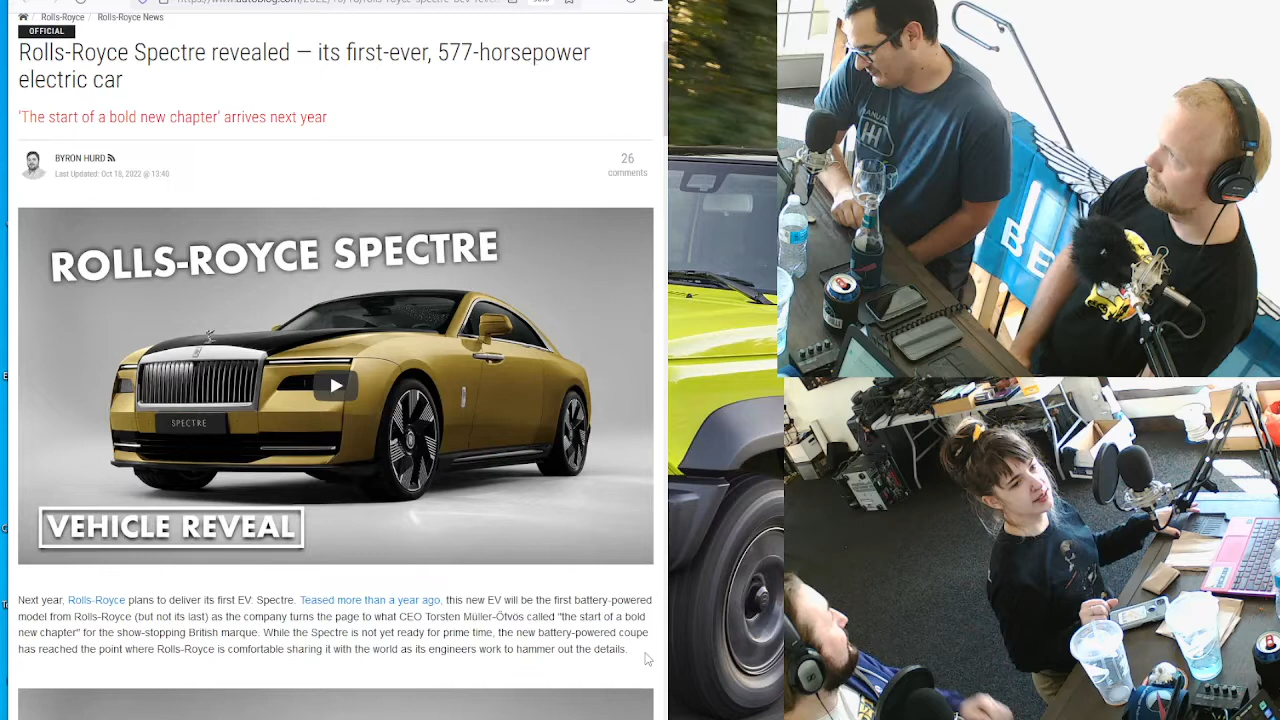 Rolls-Royce Rolls-Royce News
OFFICIAL
Rolls-Royce Spectre revealed — its first-ever, 577-horsepower
electric car
'The start of a bold new chapter' arrives next year
BYRON HURD
Last Updated: Oct 18, 2022 @ 13:40
26
comments
ROLLS-ROYCE SPECTRE
SPECTRE
VEHICLE REVEAL
Next year, Rolls-Royce plans to deliver its first EV: Spectre. Teased more than a year ago, this new EV will be the first battery-powered
model from Rolls-Royce (but not its last) as the company turns the page to what CEO Torsten Müller-Ötvös called "the start of a bold
new chapter" for the show-stopping British marque. While the Spectre is not yet ready for prime time, the new battery-powered coupe
has reached the point where Rolls-Royce is comfortable sharing it with the world as its engineers work to hammer out the details.
MANUAL
BE